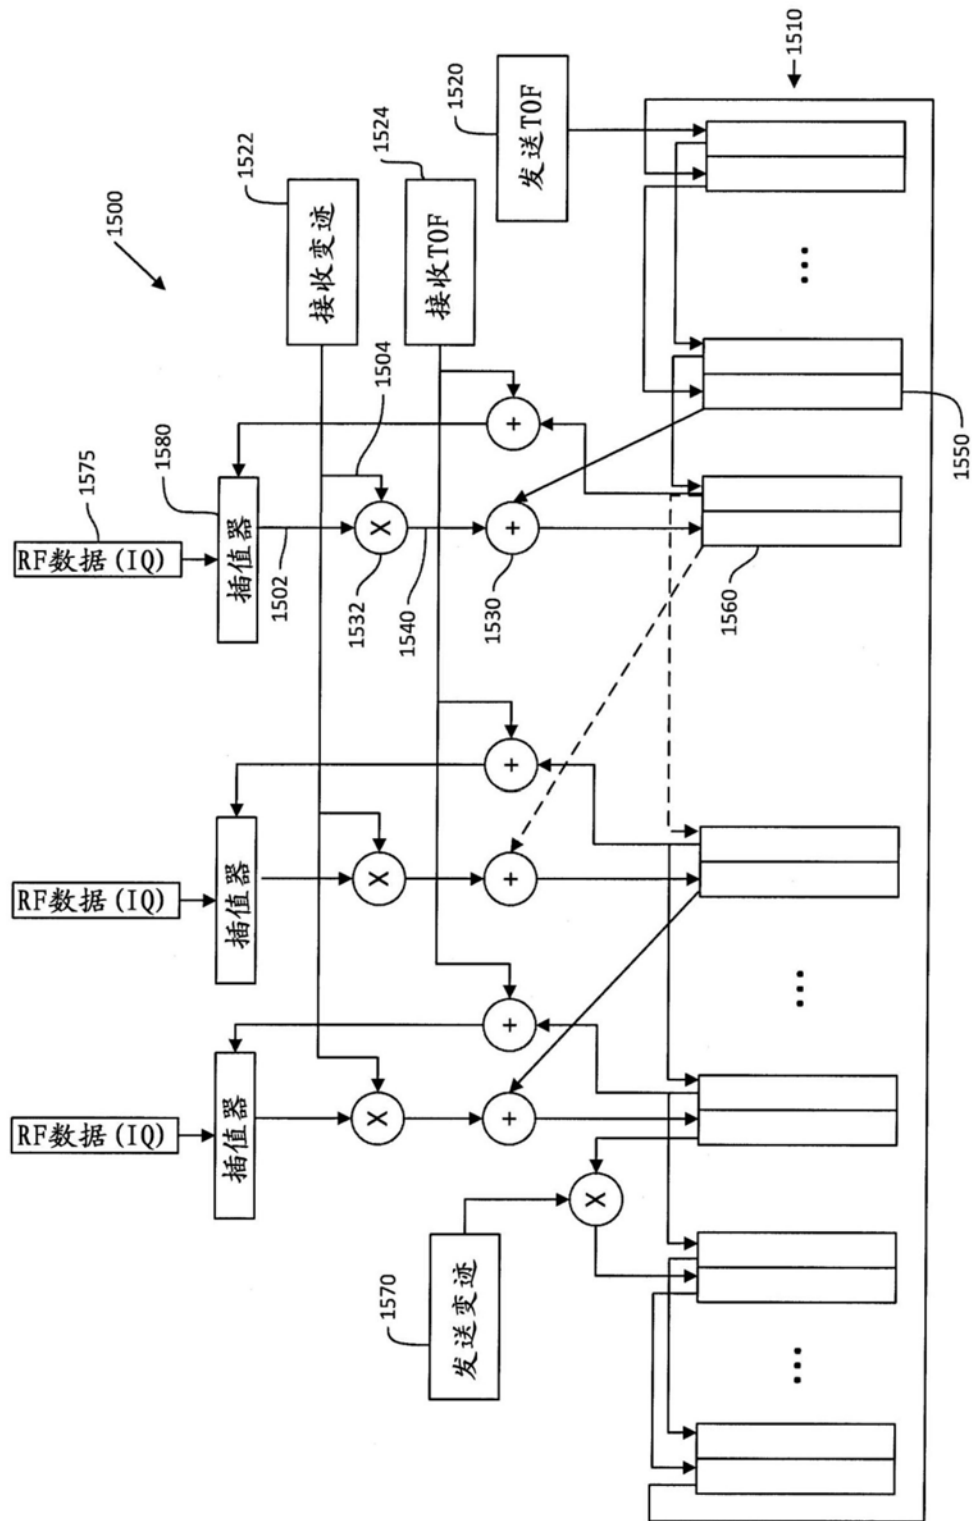 RF数据(IQ)
RF数据(IQ)
RF数据(IQ)
1575
1500
1580
插值器
插值器
插值器
1522
1502
接收变迹
1532
X
X
X
1504
1524
1570
1540
接收TOF
1520
发送变迹
1530
+
+
+
+
+
+
发送TOF
X
1560
1510
...
...
...
1550